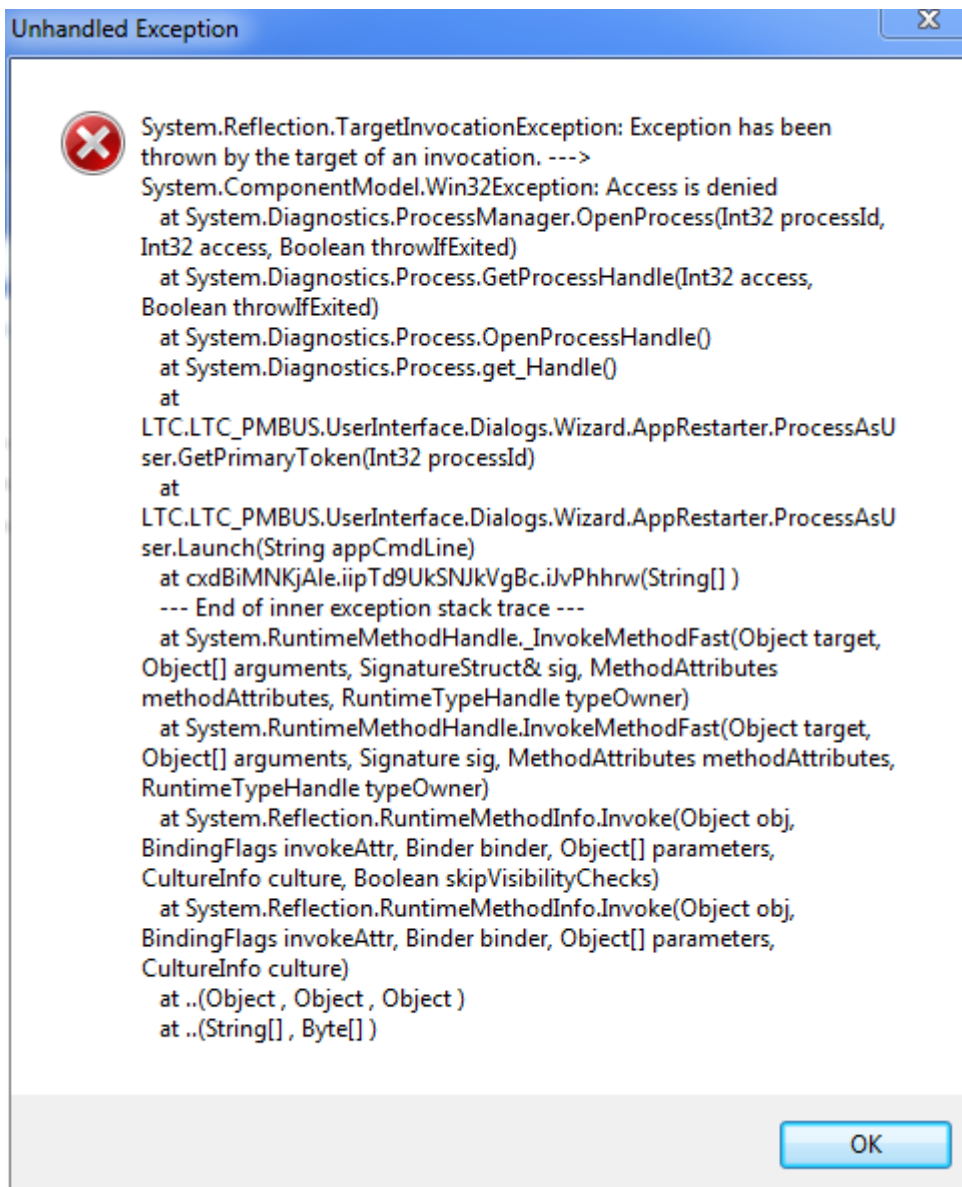 Unhandled Exception
System.Reflection.TargetInvocationException: Exception has been
thrown by the target of an invocation. --->
System.ComponentModel.Win32Exception: Access is denied
at System.Diagnostics.ProcessManager.OpenProcess(Int32 processId,
Int32 access, Boolean throwIfExited)
at System.Diagnostics.Process.GetProcessHandle(Int32 access,
Boolean throwIfExited)
at System.Diagnostics.Process.OpenProcessHandle()
at System.Diagnostics.Process.get_Handle()
at
LTC.LTC_PMBUS.UserInterface.Dialogs.Wizard.AppRestarter.ProcessAsU
ser.GetPrimaryToken(Int32 processId)
at
LTC.LTC_PMBUS.UserInterface.Dialogs.Wizard.AppRestarter.ProcessAsU
ser.Launch(String appCmdLine)
at cxdBiMNKjAle.iipTd9UkSNJkVgBc.iJvPhhrw(String[] )
--- End of inner exception stack trace ---
at System.RuntimeMethodHandle._InvokeMethodFast(Object target,
Object[] arguments, SignatureStruct& sig, MethodAttributes
methodAttributes, RuntimeTypeHandle typeOwner)
at System.RuntimeMethodHandle.InvokeMethodFast(Object target,
Object[] arguments, Signature sig, MethodAttributes methodAttributes,
RuntimeTypeHandle typeOwner)
at System.Reflection.RuntimeMethodInfo.Invoke(Object obj,
BindingFlags invokeAttr, Binder binder, Object[] parameters,
CultureInfo culture, Boolean skipVisibilityChecks)
at System.Reflection.RuntimeMethodInfo.Invoke(Object obj,
BindingFlags invokeAttr, Binder binder, Object[] parameters,
CultureInfo culture)
at ..(Object , Object , Object )
at ..(String[] , Byte[] )
OK